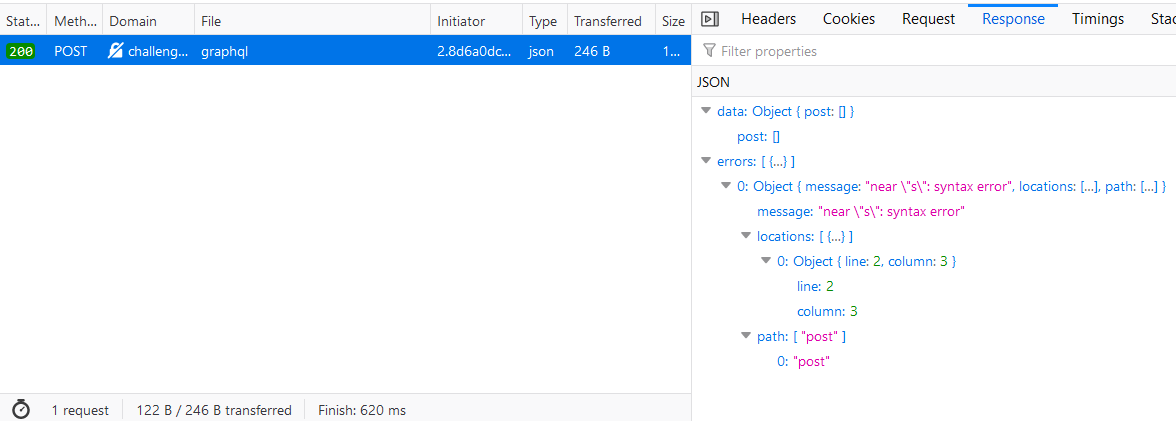 Stat... Meth... Domain File Initiator Type Transferred Size
200 POST challeng... graphql 2.8d6a0dc... json 246 B 1...
1 request 122 B / 246 B transferred Finish: 620 ms
Headers Cookies Request Response Timings Stac
Filter properties
JSON
data: Object { post: [] }
post: []
errors: [ {...} ]
0: Object { message: "near \"s\": syntax error", locations: [...], path: [...] }
message: "near \"s\": syntax error"
locations: [ {...} ]
0: Object { line: 2, column: 3 }
line: 2
column: 3
path: [ "post" ]
0: "post"